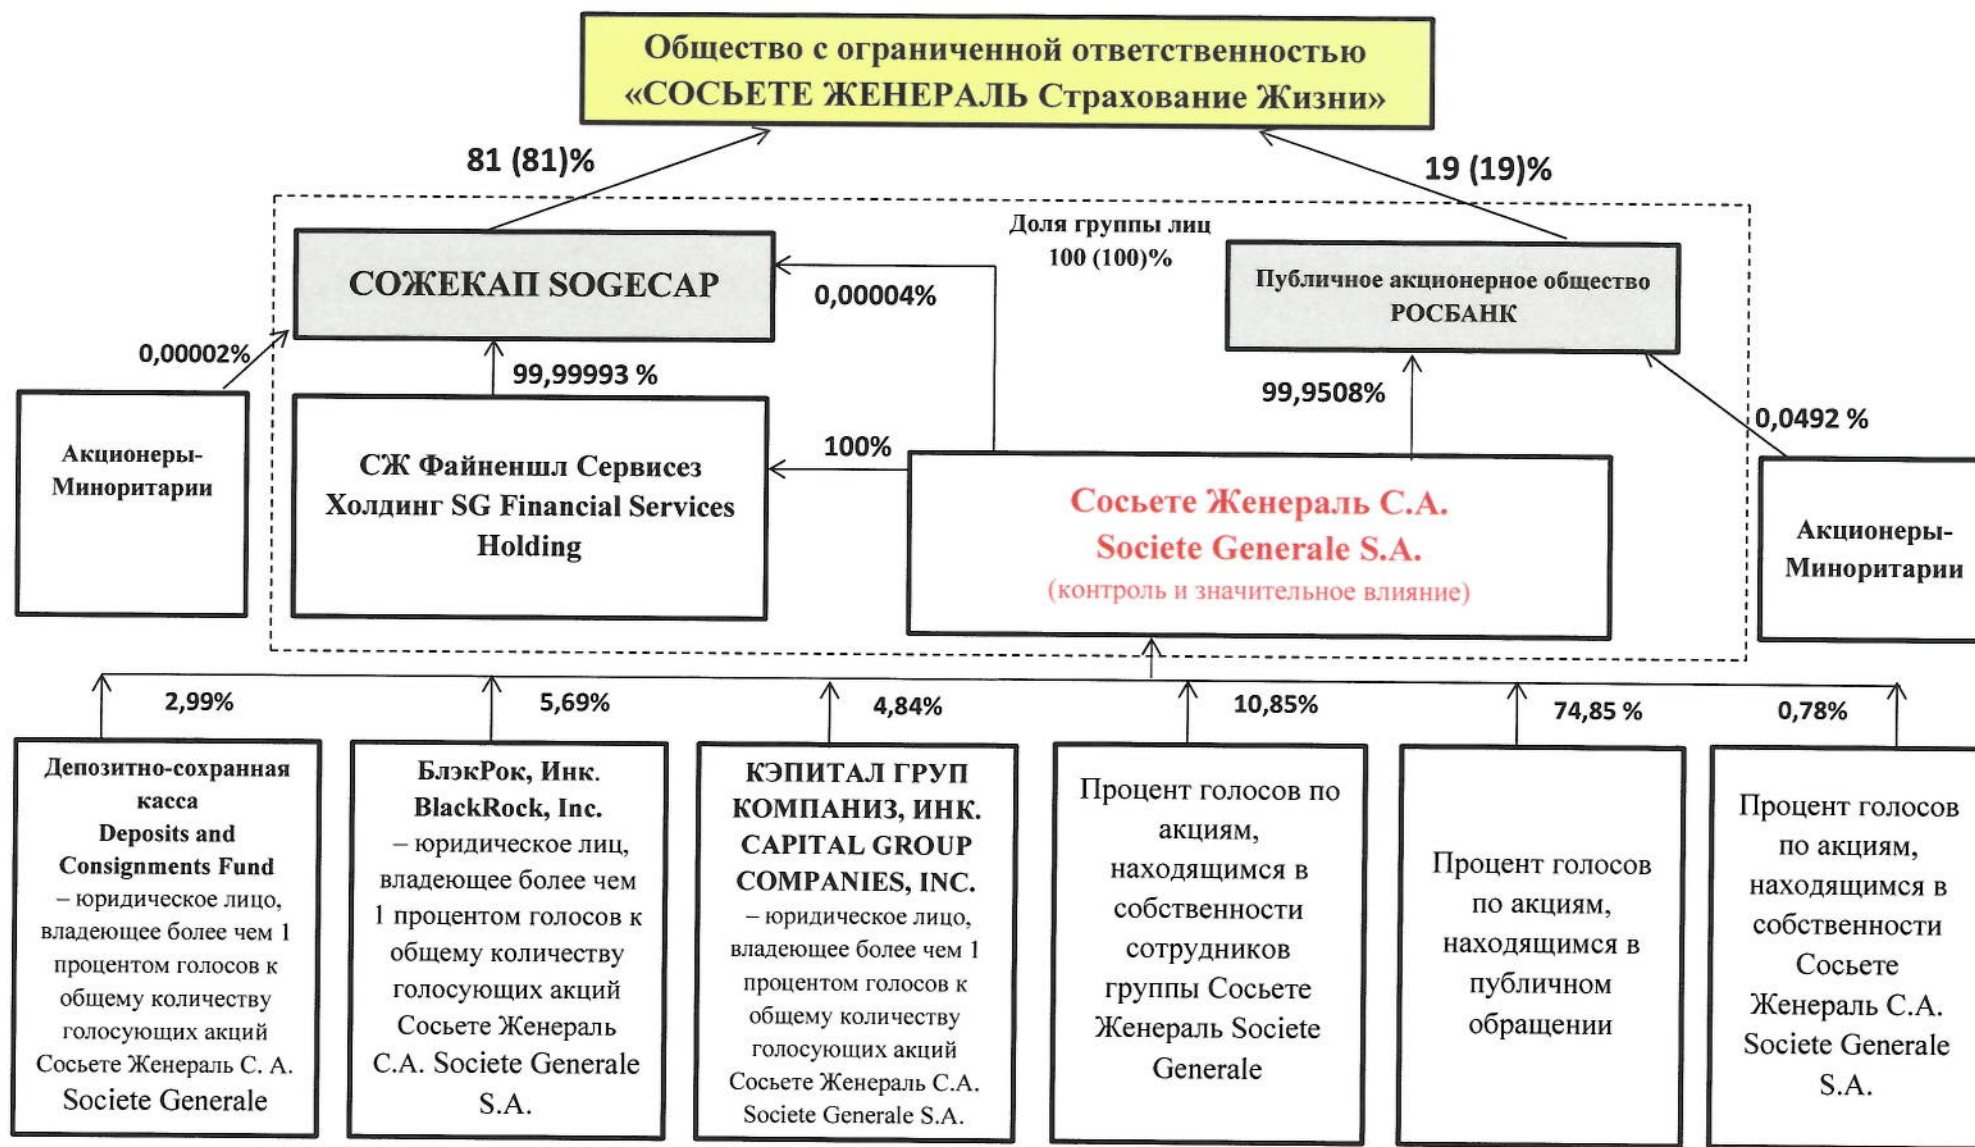 Общество с ограниченной ответственностью
«СОСЬЕТЕ ЖЕНЕРАЛЬ Страхование Жизни»
81 (81)%
19 (19)%
Доля группы лиц
100 (100)%
СОЖЕКАП SOGECAP
0,00004%
Публичное акционерное общество
РОСБАНК
0,00002%
99,99993 %
99,9508%
0,0492 %
Акционеры-
Миноритарии
СЖ Файненшл Сервисез
Холдинг SG Financial Services
Holding
100%
Сосьете Женераль С.А.
Societe Generale S.A.
(контроль и значительное влияние)
Акционеры-
Миноритарии
2,99%
5,69%
4,84%
10,85%
74,85 %
0,78%
Депозитно-сохранная
касса
Deposits and
Consignments Fund
– юридическое лицо,
владеющее более чем 1
процентом голосов к
общему количеству
голосующих акций
Сосьете Женераль С. А.
Societe Generale
БлэкРок, Инк.
BlackRock, Inc.
– юридическое лиц,
владеющее более чем
1 процентом голосов к
общему количеству
голосующих акций
Сосьете Женераль
С.А. Societe Generale
S.A.
КЭПИТАЛ ГРУП
КОМПАНИЗ, ИНК.
CAPITAL GROUP
COMPANIES, INC.
– юридическое лицо,
владеющее более чем 1
процентом голосов к
общему количеству
голосующих акций
Сосьете Женераль С.А.
Societe Generale S.A.
Процент голосов по
акциям,
находящимся в
собственности
сотрудников
группы Сосьете
Женераль Societe
Generale
Процент голосов
по акциям,
находящимся в
публичном
обращении
Процент голосов
по акциям,
находящимся в
собственности
Сосьете
Женераль С.А.
Societe Generale
S.A.